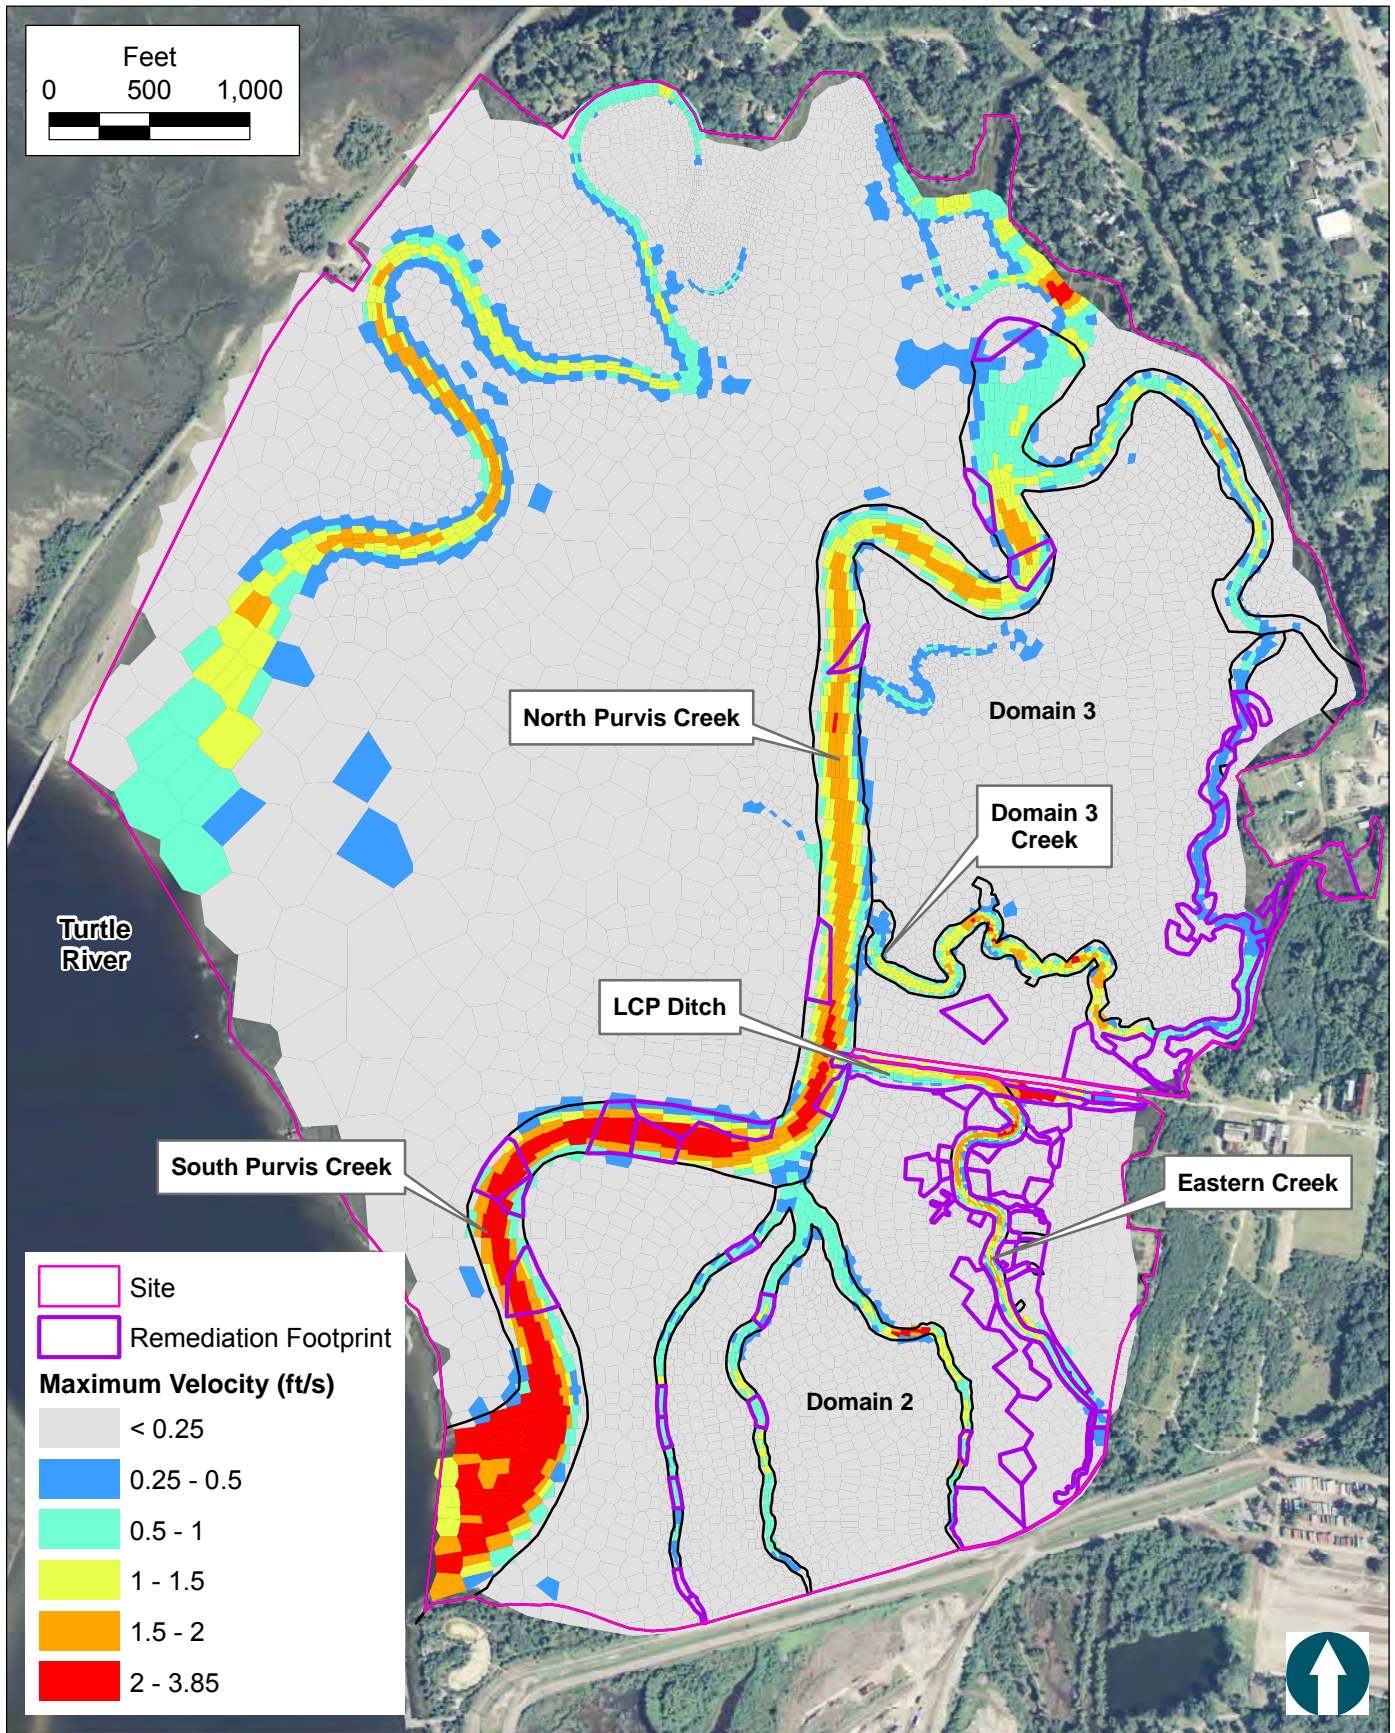 Feet
0 500 1,000
North Purvis Creek
Domain 3
Domain 3
Creek
Turtle
River
LCP Ditch
South Purvis Creek
Eastern Creek
Domain 2
Site
Remediation Footprint
Maximum Velocity (ft/s)
< 0.25
0.25 - 0.5
0.5 - 1
1 - 1.5
1.5 - 2
2 - 3.85